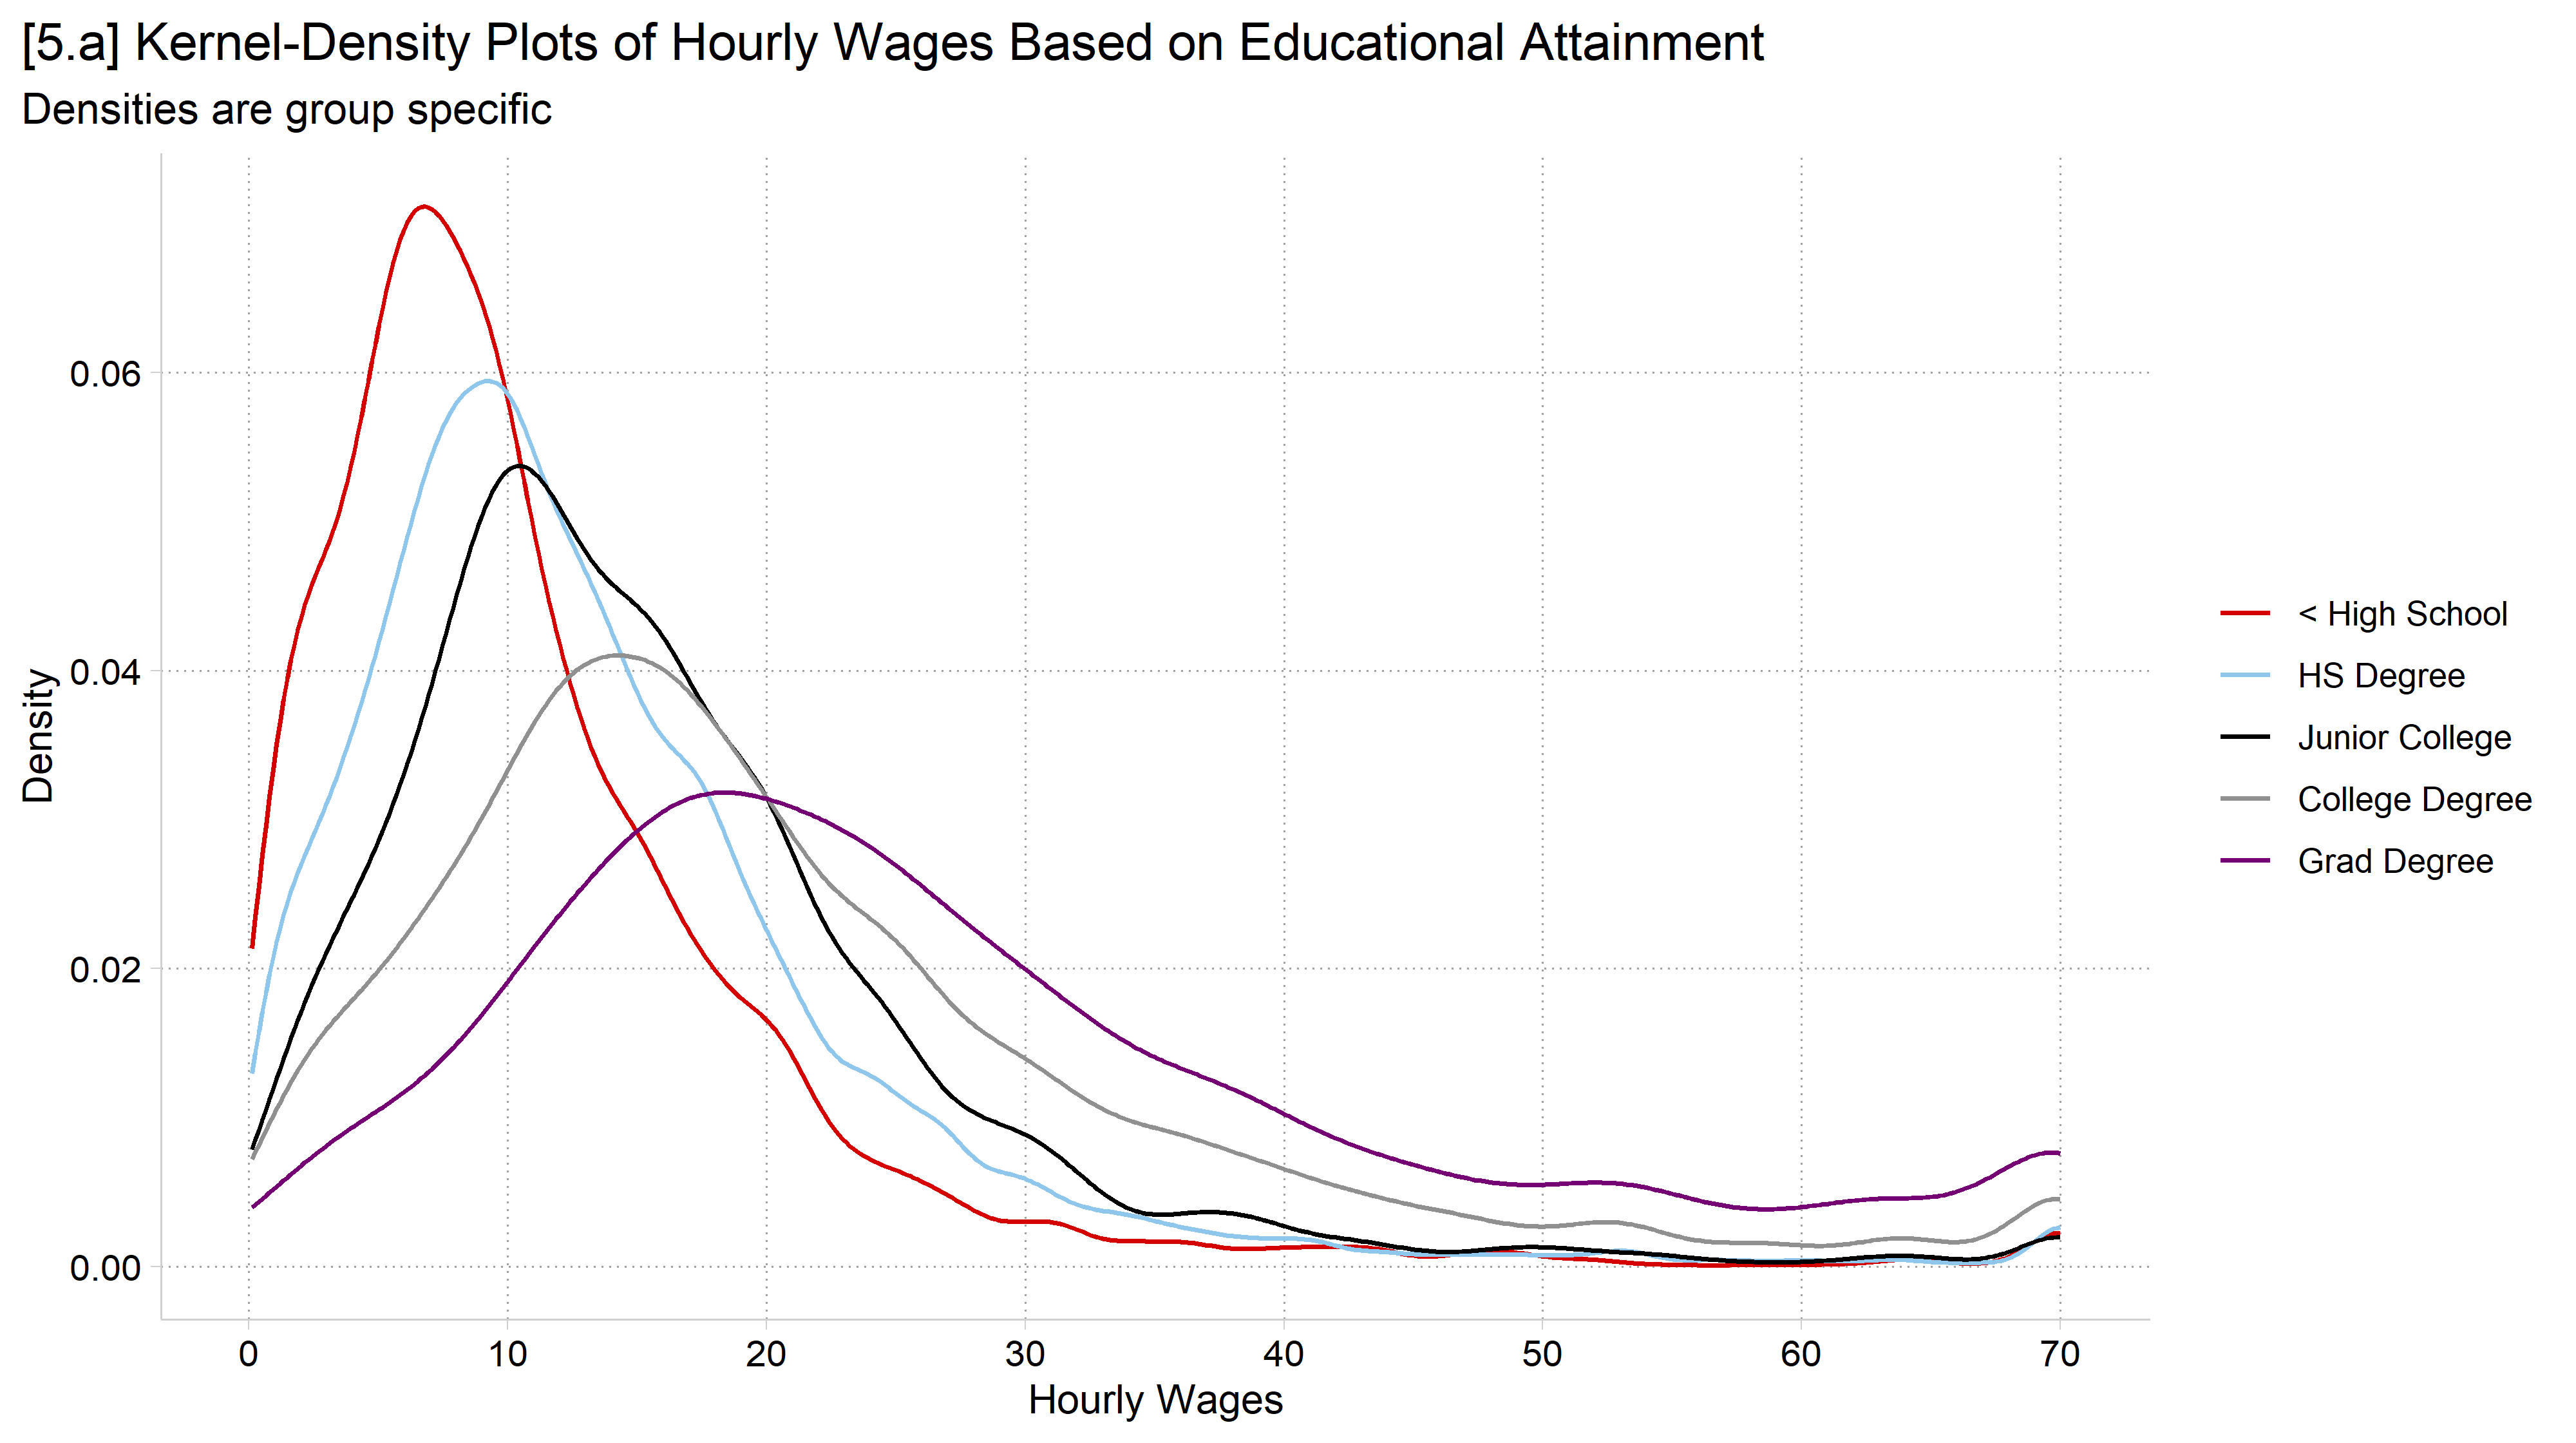 [5.a] Kernel-Density Plots of Hourly Wages Based on Educational Attainment
Densities are group specific
Density
0.06
0.04
0.02
0.00
0 10 20 30 40 50 60 70
Hourly Wages
< High School
HS Degree
Junior College
College Degree
Grad Degree